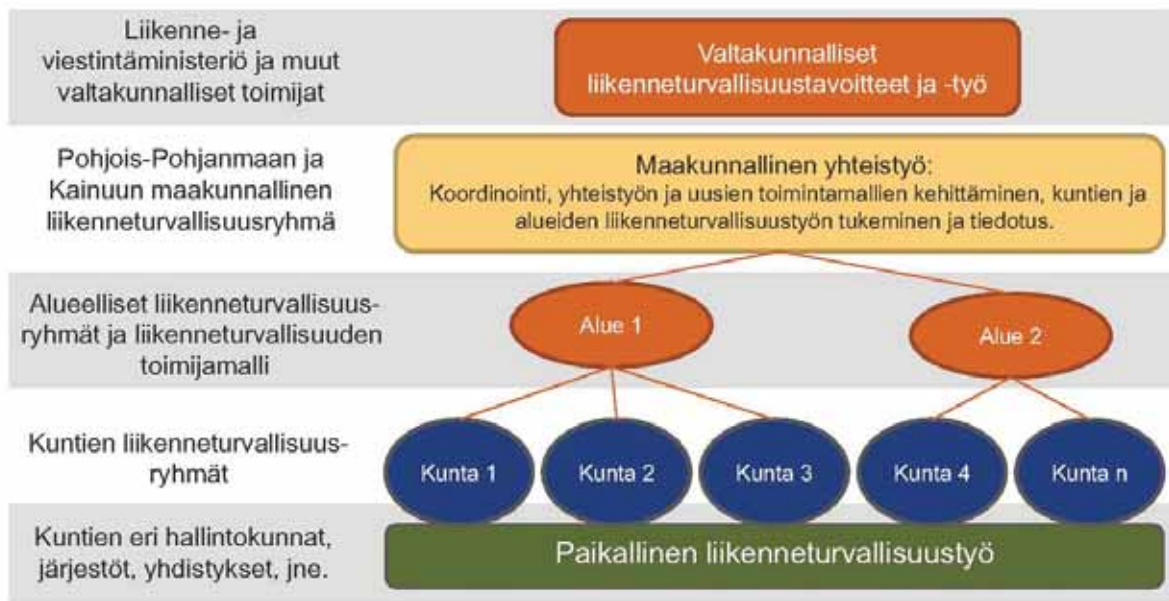 Liikenne- ja
viestintäministeriö ja muut
valtakunnalliset toimijat
Valtakunnalliset
liikenneturvallisuustavoitteet ja -työ
Pohjois-Pohjanmaan ja
Kainuun maakunnallinen
liikenneturvallisuusryhmä
Maakunnallinen yhteistyö:
Koordinointi, yhteistyön ja uusien toimintamallien kehittäminen, kuntien ja
alueiden liikenneturvallisuustyön tukeminen ja tiedotus.
Alueelliset liikenneturvallisuus-
ryhmät ja liikenneturvallisuuden
toimijamalli
Alue 1
Alue 2
Kuntien liikenneturvallisuus-
ryhmät
Kunta 1
Kunta 2
Kunta 3
Kunta 4
Kunta n
Kuntien eri hallintokunnat,
järjestöt, yhdistykset, jne.
Paikallinen liikenneturvallisuustyö